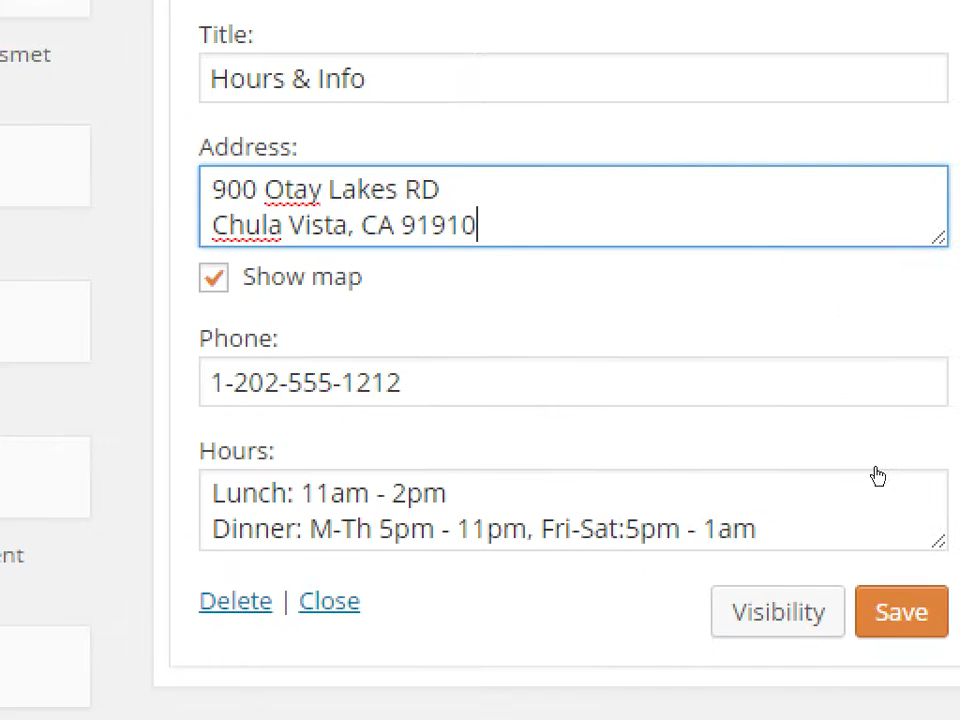 smet
Title:
Hours & Info
Address:
900 Otay Lakes RD
Chula Vista, CA 91910
Show map
Phone:
1-202-555-1212
Hours:
Lunch: 11am - 2pm
Dinner: M-Th 5pm - 11pm, Fri-Sat:5pm - 1am
nt
Delete | Close
Visibility
Save